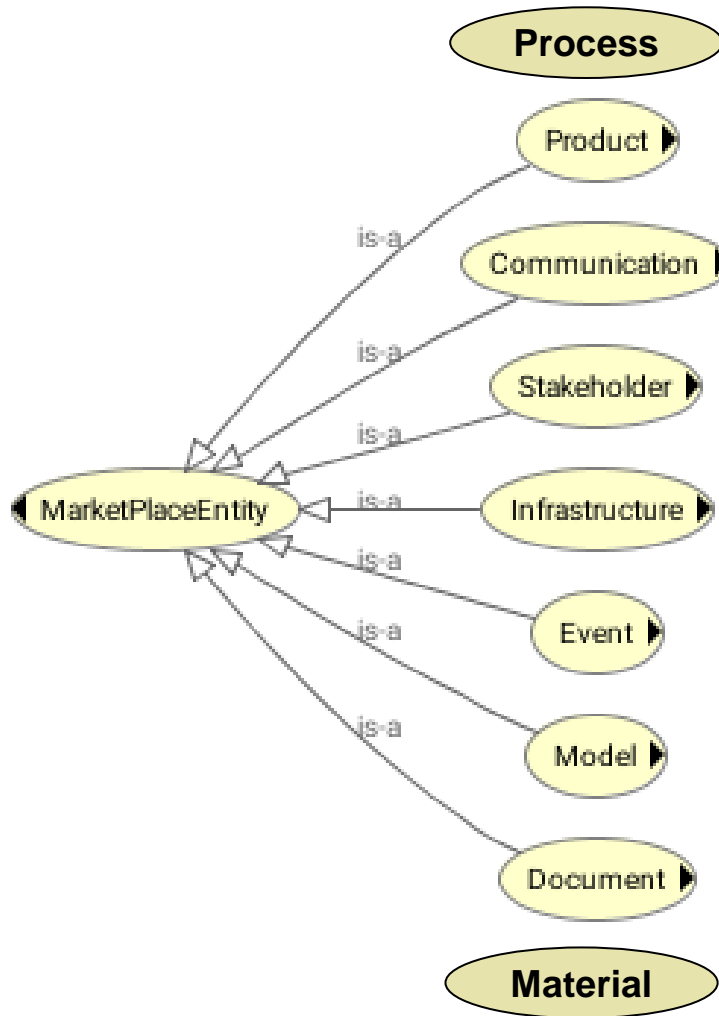 Process
Product
is-a
Communication
is-a
Stakeholder
is-a
MarketPlaceEntity
is-a
Infrastructure
is-a
Event
is-a
Model
is-a
Document
Material